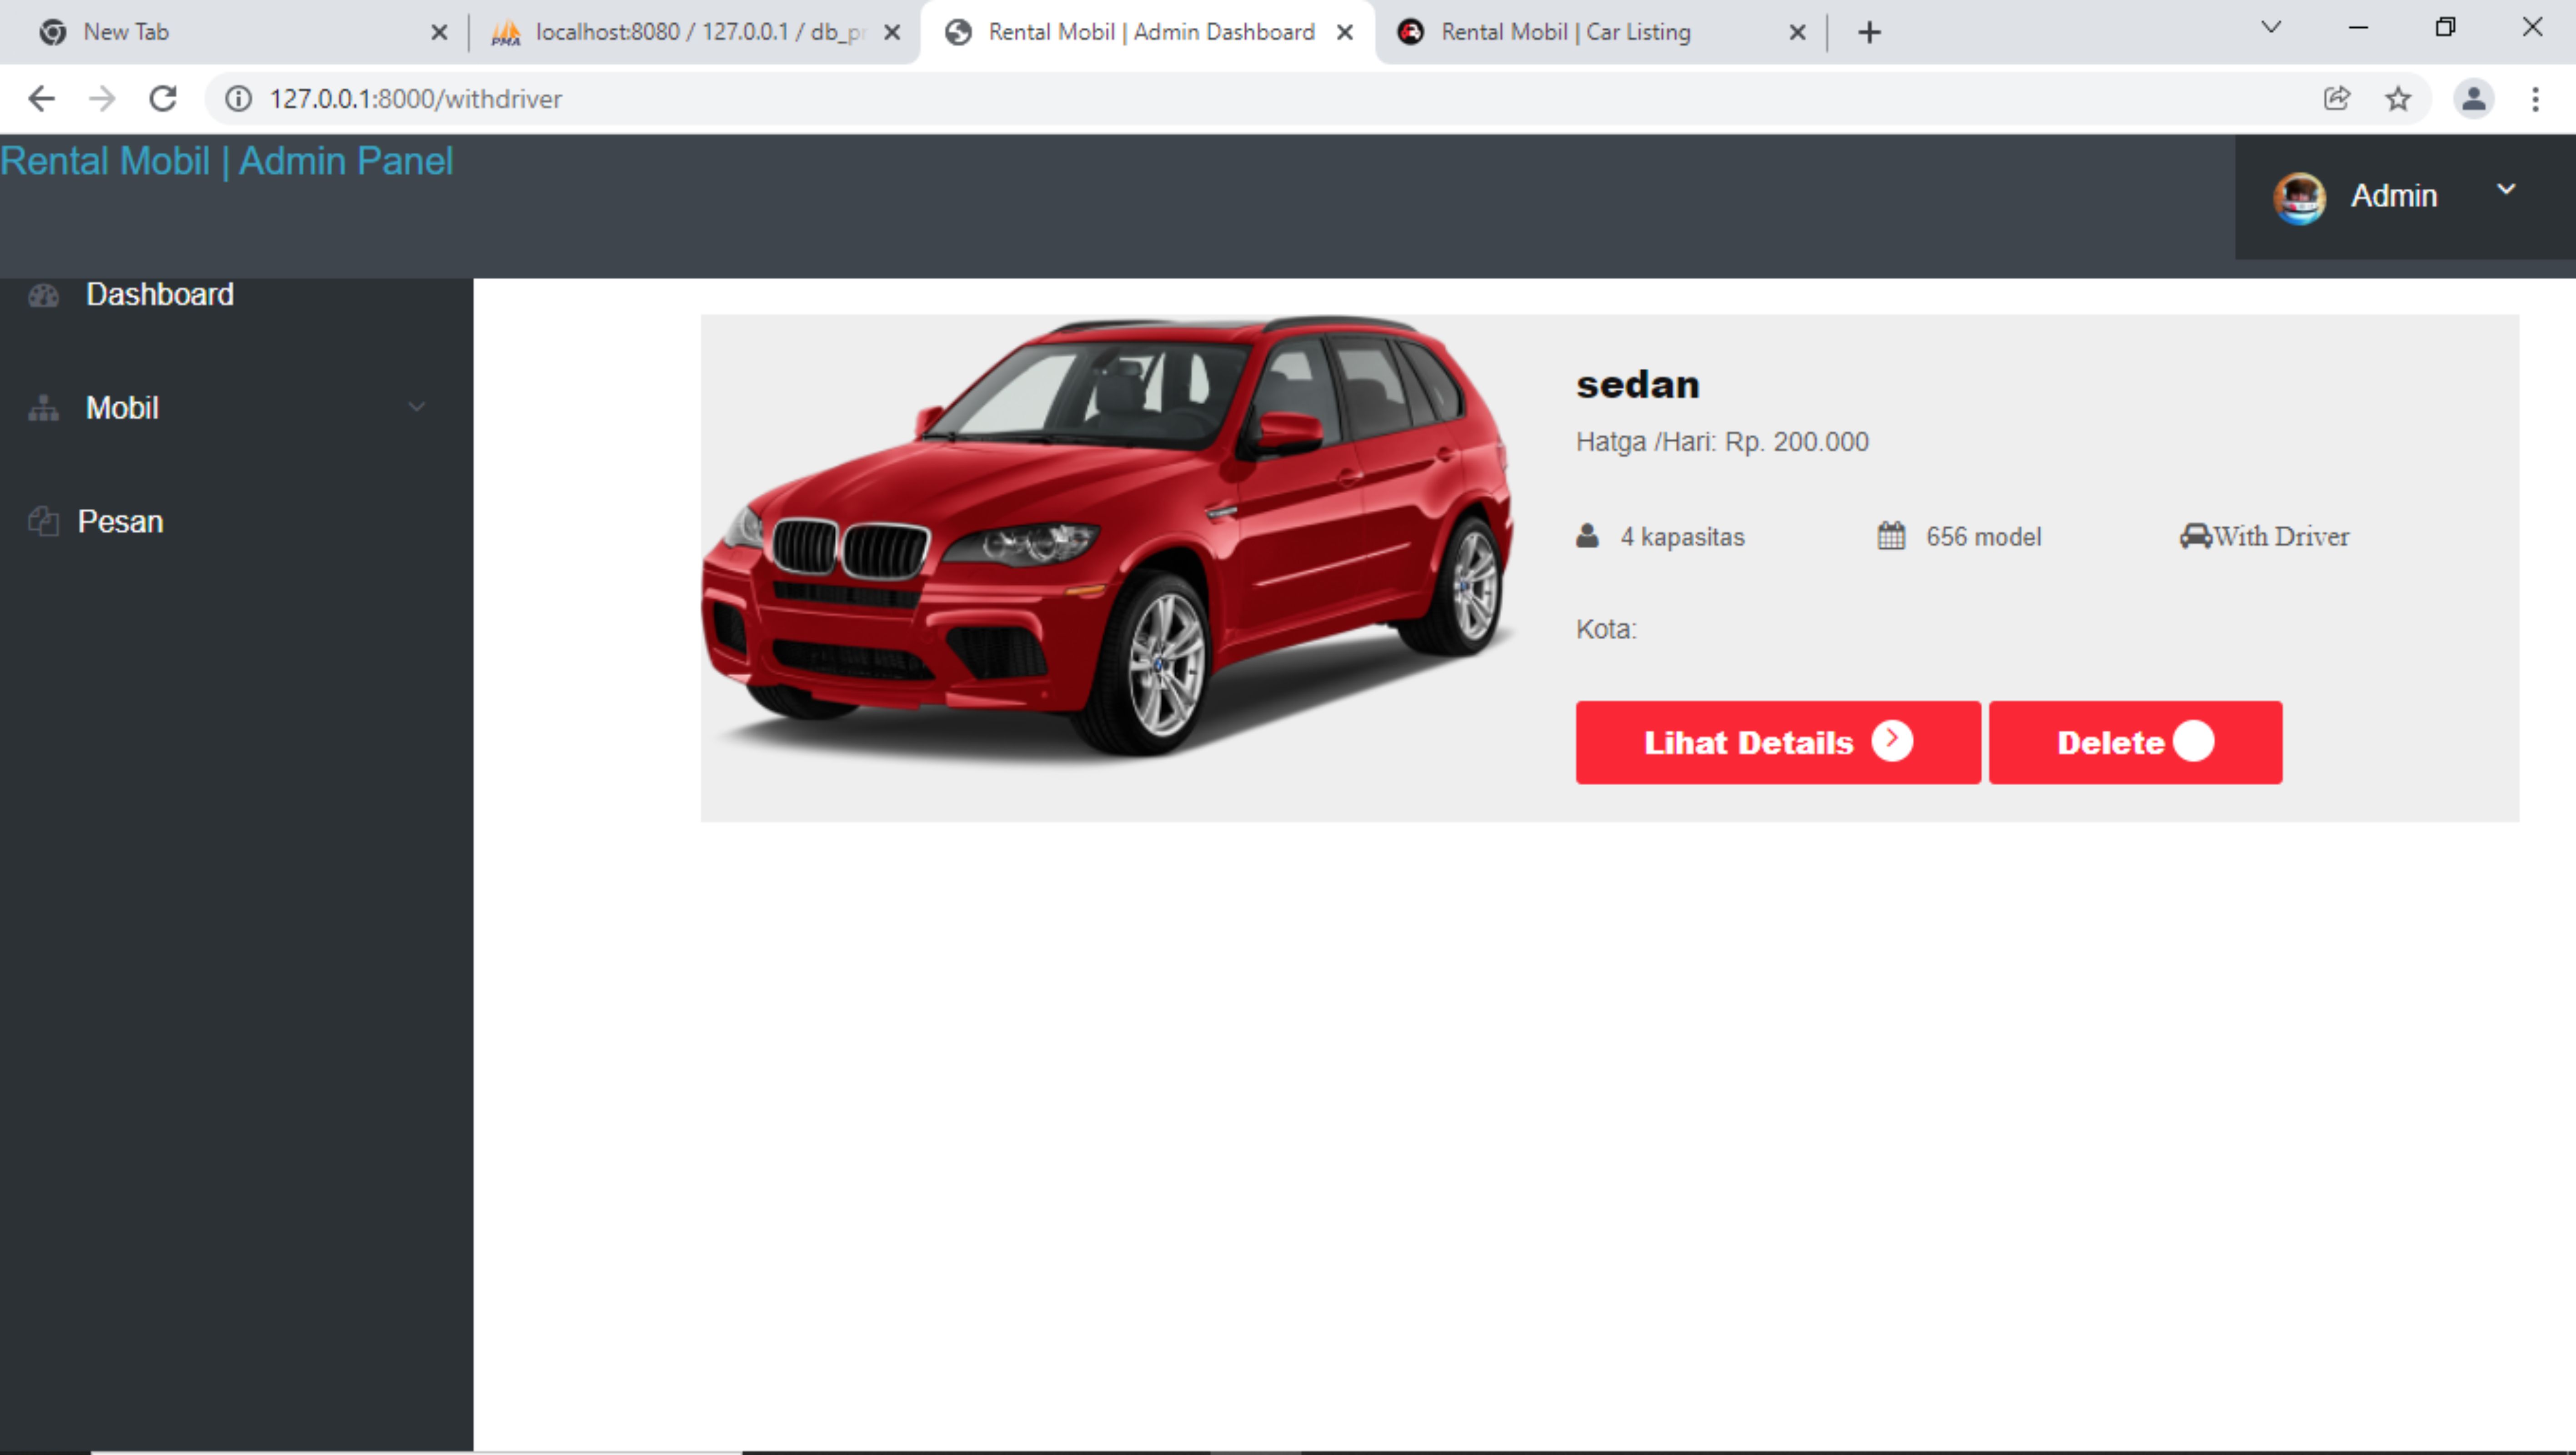 New Tab
localhost:8080 / 127.0.0.1 / db_pr
Rental Mobil | Admin Dashboard
Rental Mobil | Car Listing
127.0.0.1:8000/withdriver
Rental Mobil | Admin Panel
Admin
Dashboard
Mobil
Pesan
sedan
Hatga /Hari: Rp. 200.000
4 kapasitas
656 model
With Driver
Kota:
Lihat Details
Delete